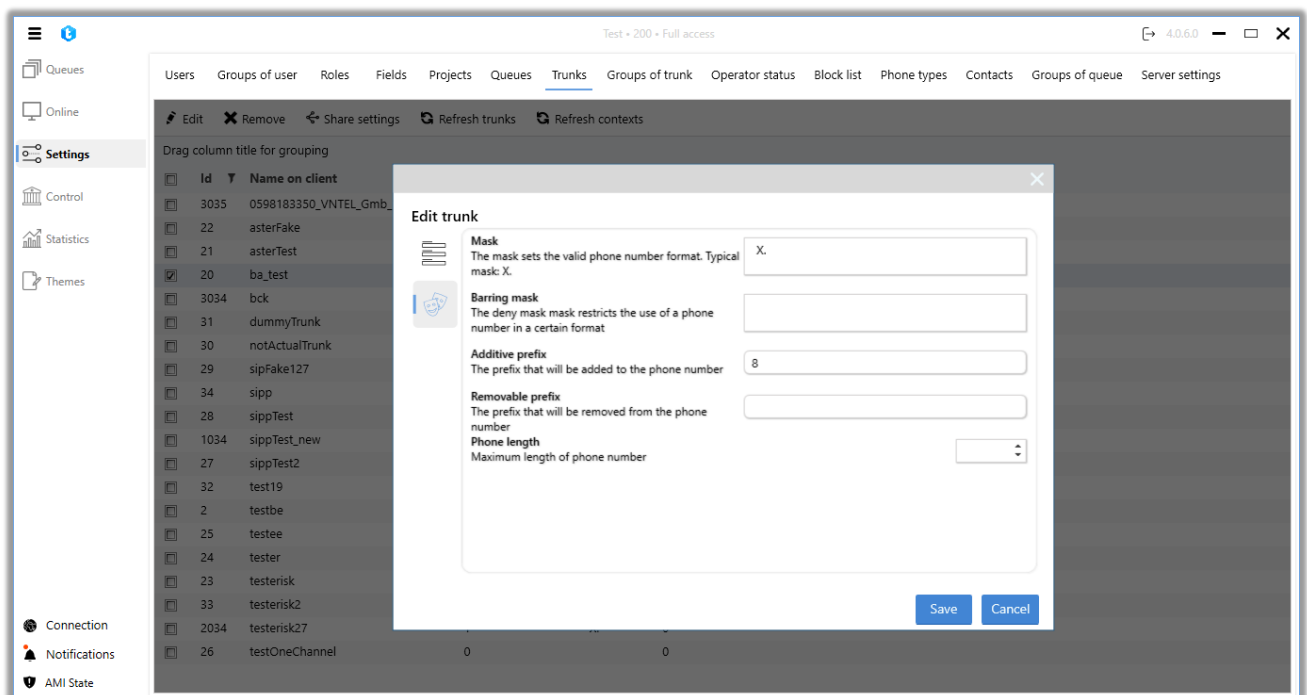 Test • 200 • Full access
4.0.6.0
Queues
Online
Settings
Control
Statistics
Themes
Connection
Notifications
AMI State
Users Groups of user Roles Fields Projects Queues Trunks Groups of trunk Operator status Block list Phone types Contacts Groups of queue Server settings
Edit Remove Share settings Refresh trunks Refresh contexts
Drag column title for grouping
Id Name on client
3035 0598183350_VNTEL_Gmb_
22 asterFake
21 asterTest
20 ba_test
3034 bck
31 dummyTrunk
30 notActualTrunk
29 sipFake127
34 sipp
28 sippTest
1034 sippTest_new
27 sippTest2
32 test19
2 testbe
25 testee
24 tester
23 testerisk
33 testerisk2
2034 testerisk27
26 testOneChannel 0 0
Edit trunk
Mask
The mask sets the valid phone number format. Typical
mask: X.
X.
Barring mask
The deny mask mask restricts the use of a phone
number in a certain format
Additive prefix
The prefix that will be added to the phone number
8
Removable prefix
The prefix that will be removed from the phone
number
Phone length
Maximum length of phone number
Save Cancel